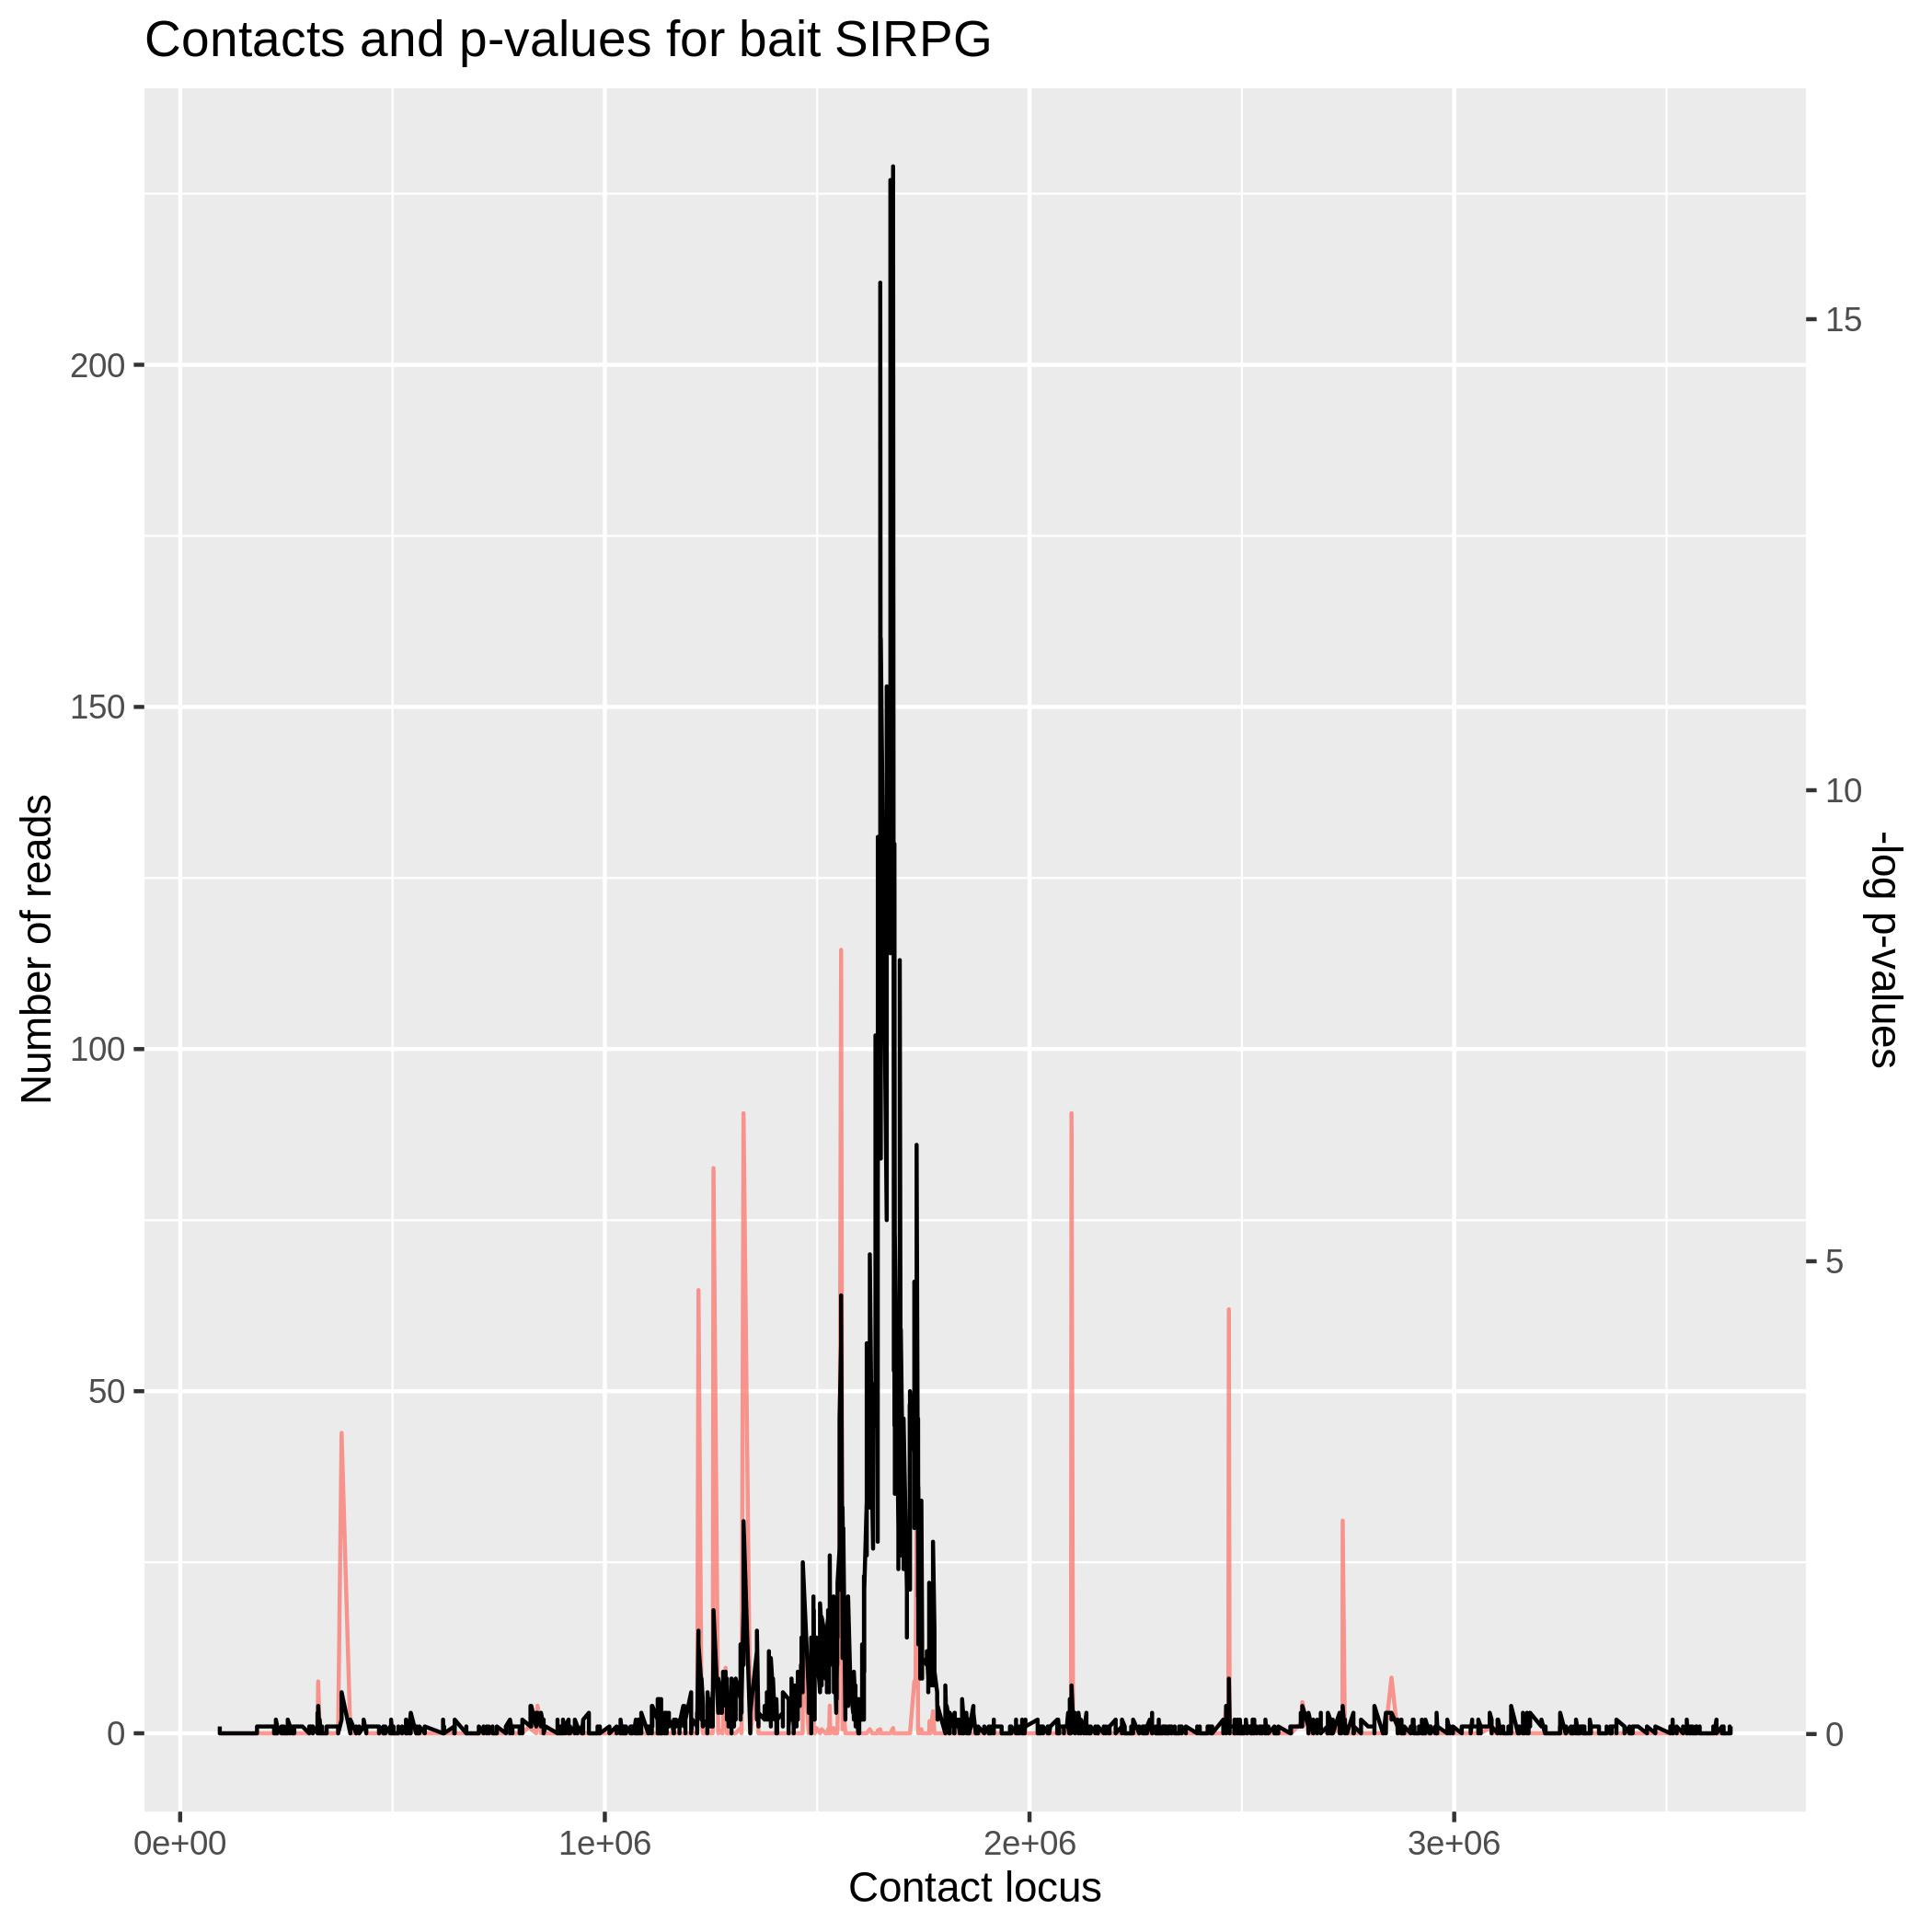 Contacts and p-values for bait SIRPG
200
150
100
50
0
Number of reads
15
10
5
0
-log p-values
0e+00
1e+06
2e+06
3e+06
Contact locus